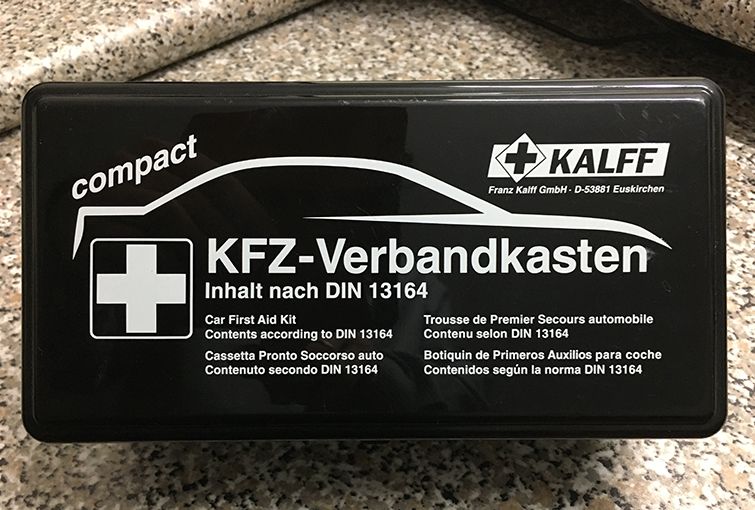 compact
KALFF
Franz Kalff GmbH · D-53881 Euskirchen
KFZ-Verbandkasten
Inhalt nach DIN 13164
Car First Aid Kit
Contents according to DIN 13164
Trousse de Premier Secours automobile
Contenu selon DIN 13164
Cassetta Pronto Soccorso auto
Contenuto secondo DIN 13164
Botiquin de Primeros Auxilios para coche
Contenidos según la norma DIN 13164